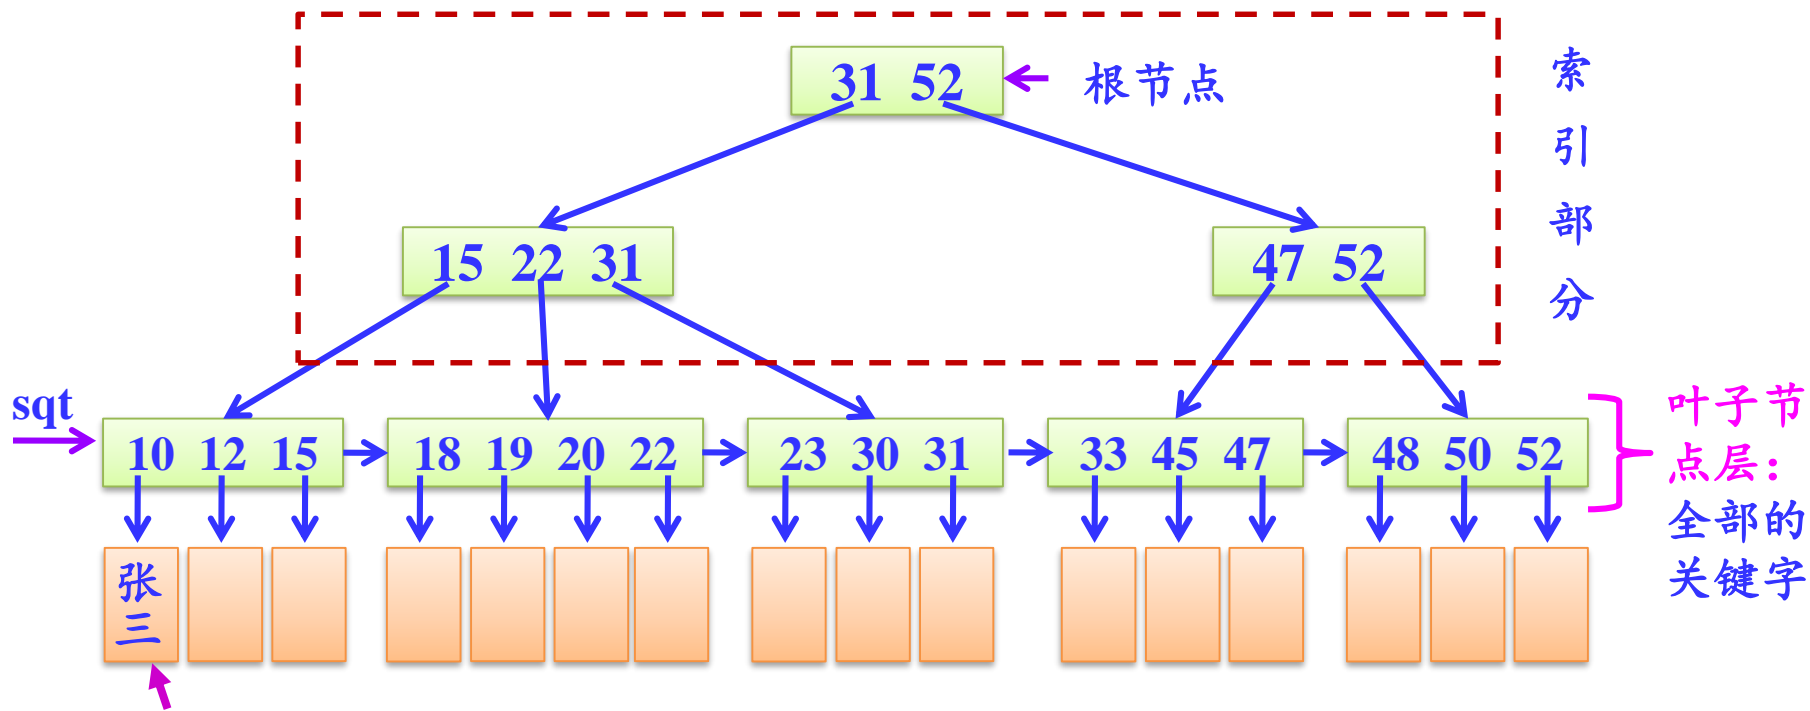 31 52
根节点
索引部分
15 22 31
47 52
sqt
10 12 15
18 19 20 22
23 30 31
33 45 47
48 50 52
叶子节
点层：
全部的
关键字
张三